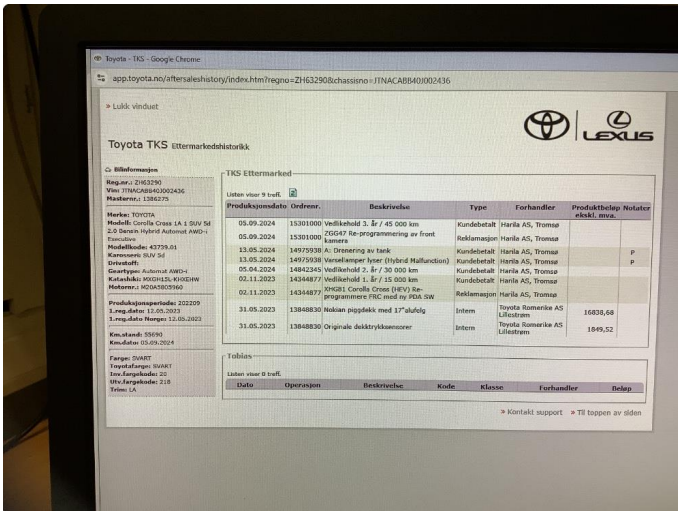 Toyota - TKS - Google Chrome
app.toyota.no/aftersaleshistory/index.htm?regno=ZH63290&chassisno=JTNACABB40J002436
» Lukk vinduet
LEXUS
Toyota TKS Ettermarkedshistorikk
Bilinformasjon
Reg.nr.: ZH63290
Vin: JTNACABB40J002436
Masternr.: 1386275
Merke: TOYOTA
Modell: Corolla Cross 1A 1 SUV 5d
2.0 Bensin Hybrid Automat AWD-i
Executive
Modellkode: 43739.01
Karosseri: SUV 5d
Drivstoff:
Geartype: Automat AWD-i
Katashiki: MXGH15L-KHXEHW
Motornr.: M20A5805960
Produksjonsperiode: 202209
1.reg.dato: 12.05.2023
1.reg.dato Norge: 12.05.2023
Km.stand: 55690
Km.dato: 05.09.2024
Farge: SVART
Toyotafarge: SVART
Inv.fargekode: 20
Utv.fargekode: 218
Trim: LA
TKS Ettermarked
Listen viser 9 treff.
Produksjonsdato Ordrenr. Beskrivelse Type Forhandler Produktbeløp ekskl. mva. Notater
05.09.2024 15301000 Vedlikehold 3. år / 45 000 km Kundebetalt Harila AS, Tromsø
05.09.2024 15301000 ZGG47 Re-programmering av front kamera Reklamasjon Harila AS, Tromsø
13.05.2024 14975938 A: Drenering av tank Kundebetalt Harila AS, Tromsø P
13.05.2024 14975938 Varsellamper lyser (Hybrid Malfunction) Kundebetalt Harila AS, Tromsø P
05.04.2024 14842345 Vedlikehold 2. år / 30 000 km Kundebetalt Harila AS, Tromsø
02.11.2023 14344877 Vedlikehold 1. år / 15 000 km Kundebetalt Harila AS, Tromsø
02.11.2023 14344877 XHG81 Corolla Cross (HEV) Re-programmere FRC med ny PDA SW Reklamasjon Harila AS, Tromsø
31.05.2023 13848830 Nokian piggdekk med 17"alufelg Intern Toyota Romerike AS Lillestrøm 16838,68
31.05.2023 13848830 Originale dekktrykksensorer Intern Toyota Romerike AS Lillestrøm 1849,52
Tobias
Listen viser 0 treff.
Dato Operasjon Beskrivelse Kode Klasse Forhandler Beløp
» Kontakt support » Til toppen av siden